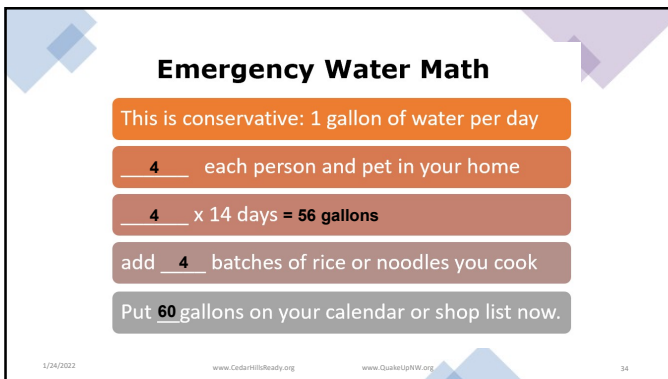 Emergency Water Math
This is conservative: 1 gallon of water per day
__4__ each person and pet in your home
__4__ x 14 days = 56 gallons
add __4__ batches of rice or noodles you cook
Put 60 gallons on your calendar or shop list now.
1/24/2022 www.CedarHillsReady.org www.QuakeUpNW.org 34